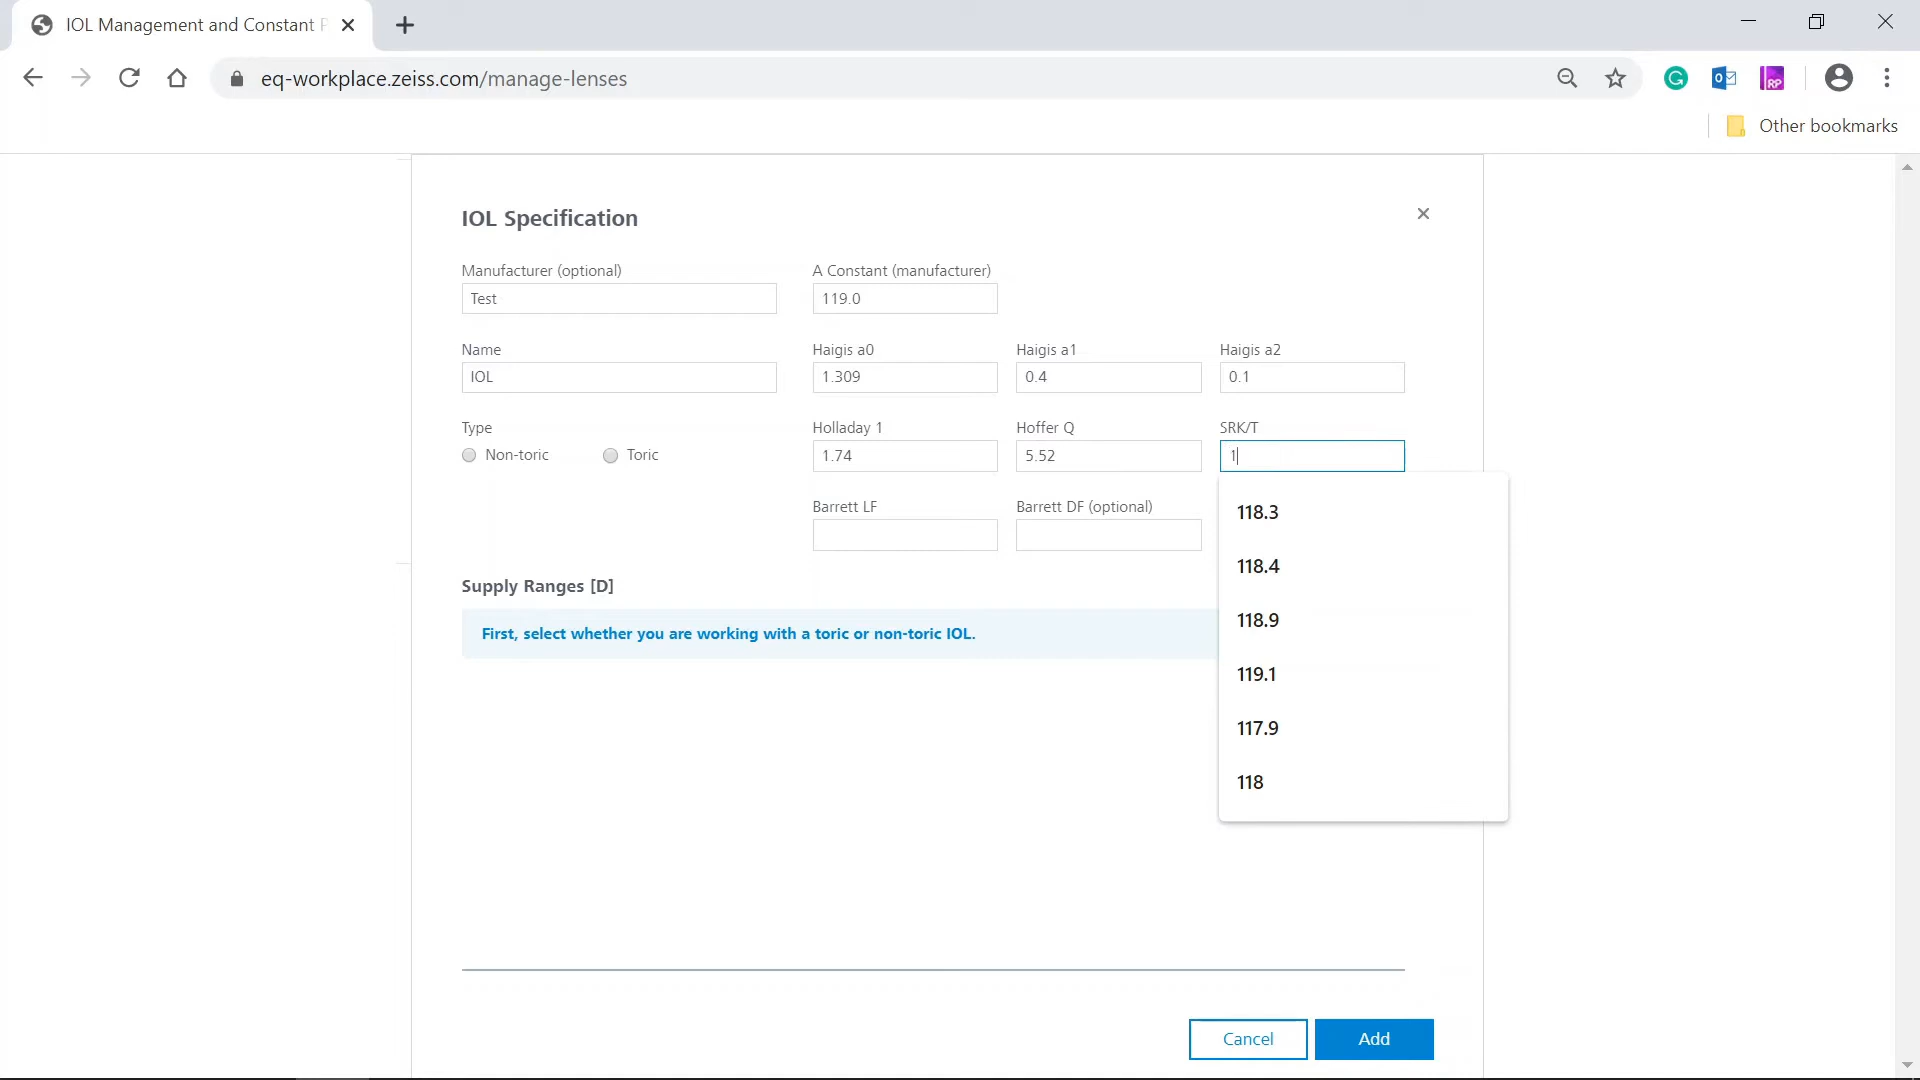 IOL Management and Constant P
eq-workplace.zeiss.com/manage-lenses
Other bookmarks
IOL Specification
Manufacturer (optional)
A Constant (manufacturer)
Test
119.0
Name
Haigis a0
Haigis a1
Haigis a2
IOL
1.309
0.4
0.1
Type
Holladay 1
Hoffer Q
SRK/T
Non-toric
Toric
1.74
5.52
1
Barrett LF
Barrett DF (optional)
118.3
118.4
118.9
119.1
117.9
118
Supply Ranges [D]
First, select whether you are working with a toric or non-toric IOL.
Cancel
Add